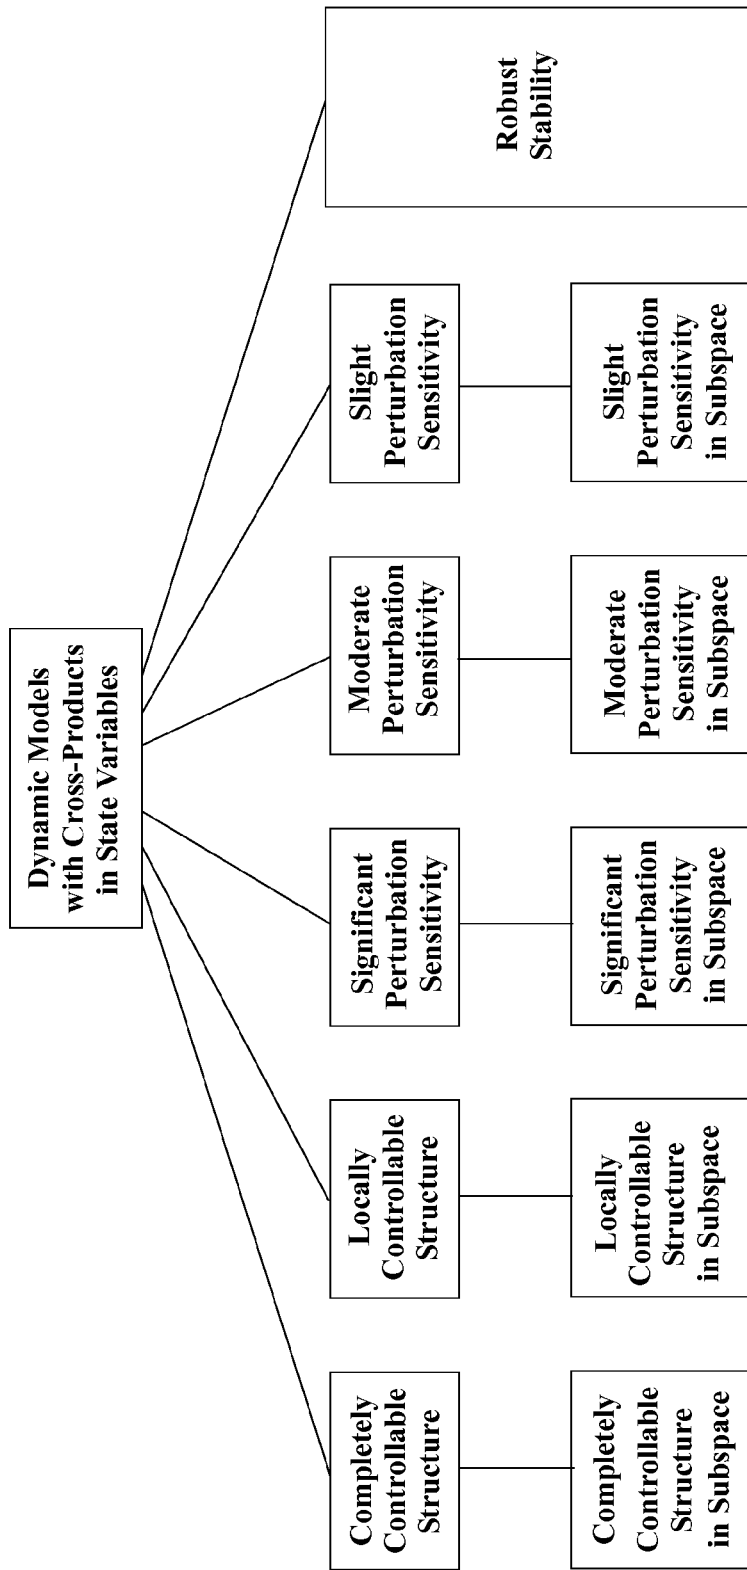 Dynamic Models
with Cross-Products
in State Variables
Completely
Controllable
Structure
Locally
Controllable
Structure
Significant
Perturbation
Sensitivity
Moderate
Perturbation
Sensitivity
Slight
Perturbation
Sensitivity
Robust
Stability
Completely
Controllable
Structure
in Subspace
Locally
Controllable
Structure
in Subspace
Significant
Perturbation
Sensitivity
in Subspace
Moderate
Perturbation
Sensitivity
in Subspace
Slight
Perturbation
Sensitivity
in Subspace